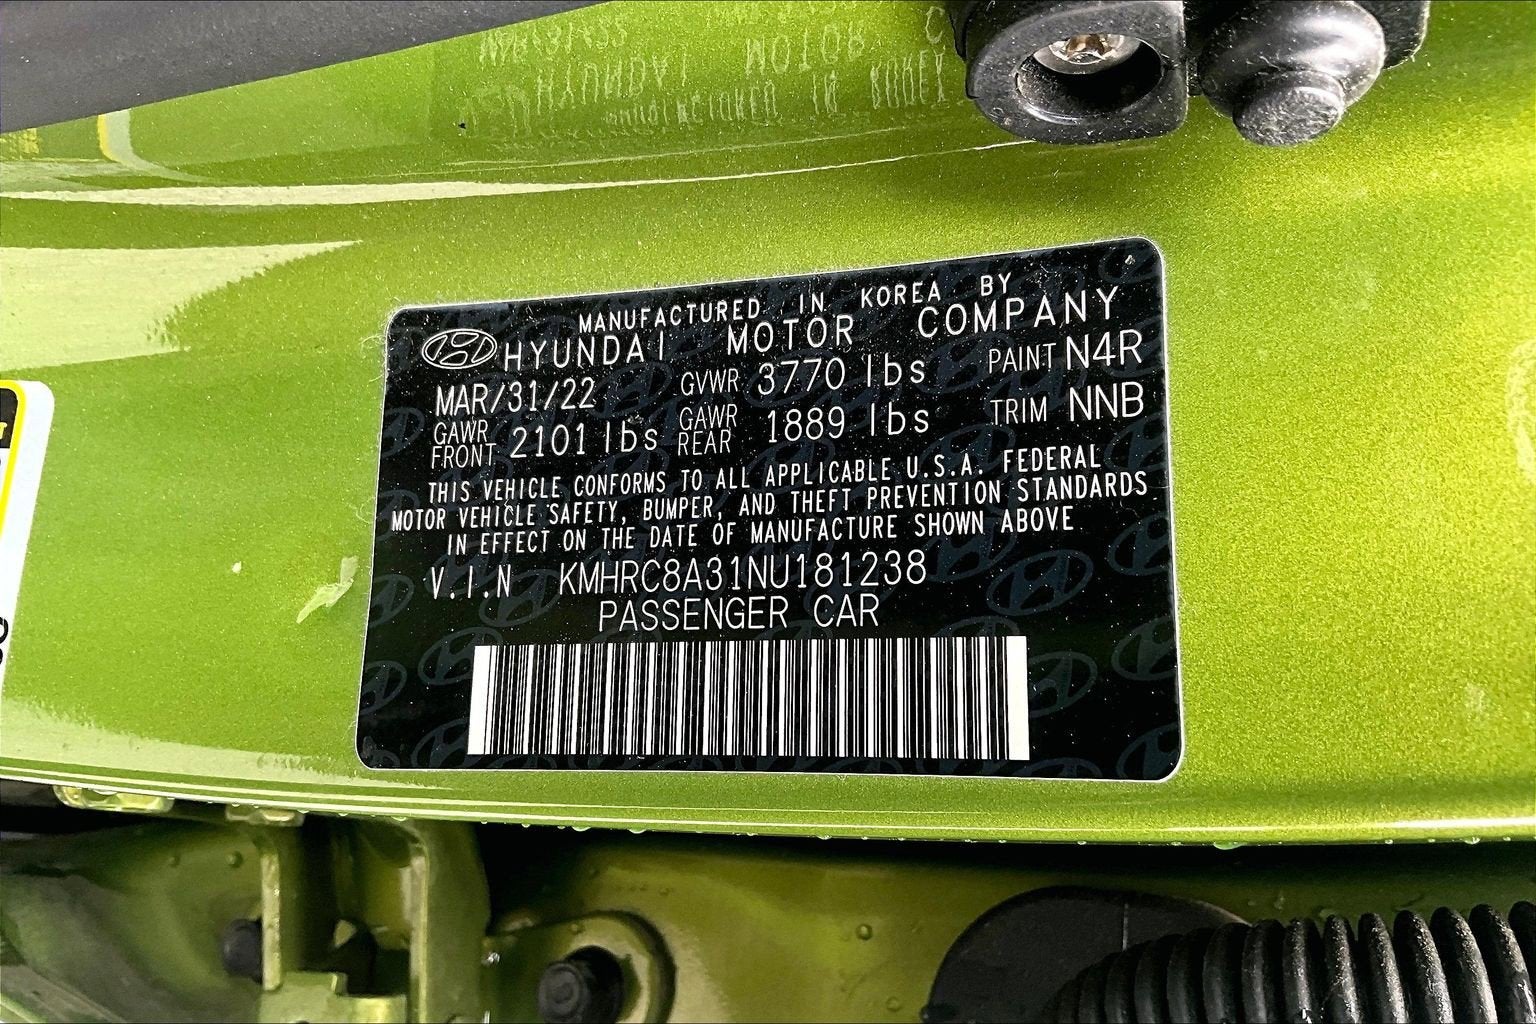 MANUFACTURED IN KOREA BY
HYUNDAI MOTOR COMPANY
MAR/31/22 GVWR 3770 lbs PAINT N4R
GAWR FRONT 2101 lbs GAWR REAR 1889 lbs TRIM NNB
THIS VEHICLE CONFORMS TO ALL APPLICABLE U.S.A. FEDERAL
MOTOR VEHICLE SAFETY, BUMPER, AND THEFT PREVENTION STANDARDS
IN EFFECT ON THE DATE OF MANUFACTURE SHOWN ABOVE
V.I.N KMHRC8A31NU181238
PASSENGER CAR